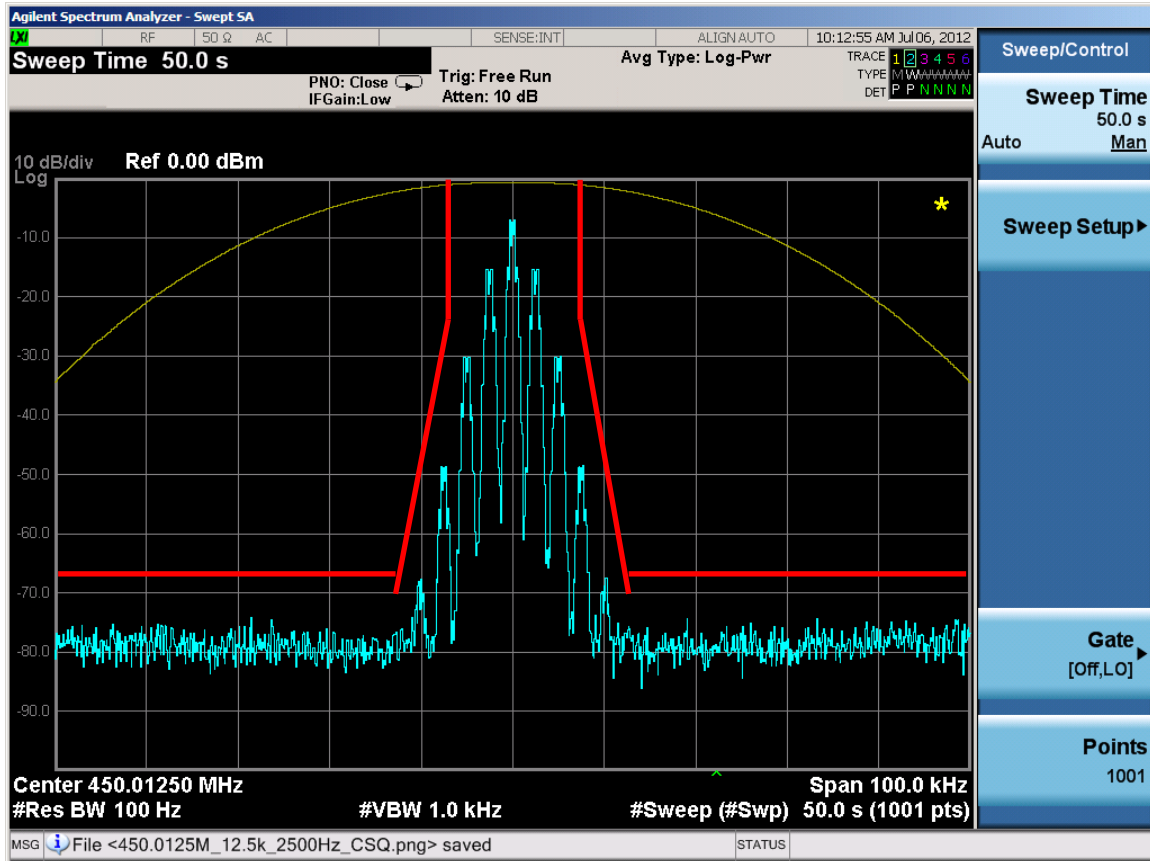 Agilent Spectrum Analyzer - Swept SA
LXI RF 50 Ω AC SENSE:INT ALIGN AUTO 10:12:55 AM Jul 06, 2012
Sweep Time 50.0 s
PNO: Close
IFGain:Low
Trig: Free Run
Atten: 10 dB
Avg Type: Log-Pwr
TRACE 1 2 3 4 5 6
TYPE M W W W W W
DET P P N N N N
10 dB/div Ref 0.00 dBm
Log
-10.0
-20.0
-30.0
-40.0
-50.0
-60.0
-70.0
-80.0
-90.0
*
Center 450.01250 MHz Span 100.0 kHz
#Res BW 100 Hz #VBW 1.0 kHz #Sweep (#Swp) 50.0 s (1001 pts)
MSG File <450.0125M_12.5k_2500Hz_CSQ.png> saved STATUS
Sweep/Control
Sweep Time
50.0 s
Auto Man
Sweep Setup
Gate
[Off,LO]
Points
1001